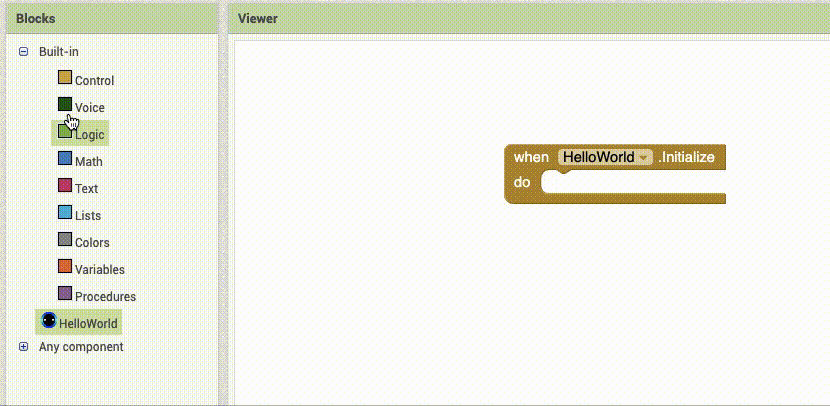 Blocks
Viewer
Built-in
Control
Voice
Logic
Math
Text
Lists
Colors
Variables
Procedures
HelloWorld
Any component
when HelloWorld .Initialize
do